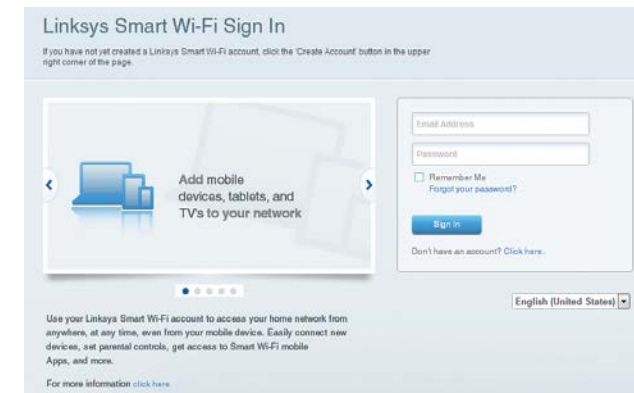 Linksys Smart Wi-Fi Sign In
If you have not yet created a Linksys Smart Wi-Fi account, click the 'Create Account' button in the upper
right corner of the page.
Add mobile
devices, tablets, and
TV's to your network
Email Address
Password
Remember Me
Forgot your password?
Sign In
Don't have an account? Click here.
English (United States)
Use your Linksys Smart Wi-Fi account to access your home network from
anywhere, at any time, even from your mobile device. Easily connect new
devices, set parental controls, get access to Smart Wi-Fi mobile
Apps, and more.
For more information click here